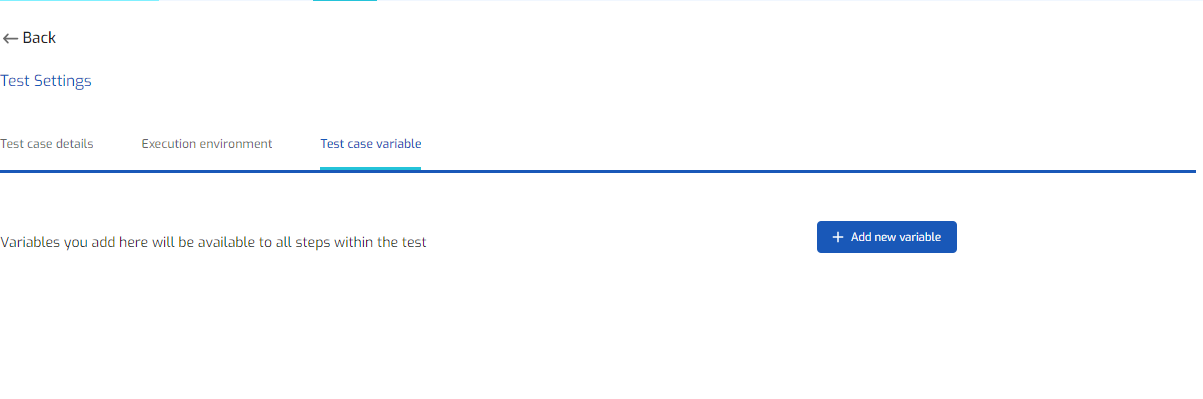 Back
Test Settings
Test case details
Execution environment
Test case variable
Variables you add here will be available to all steps within the test
Add new variable